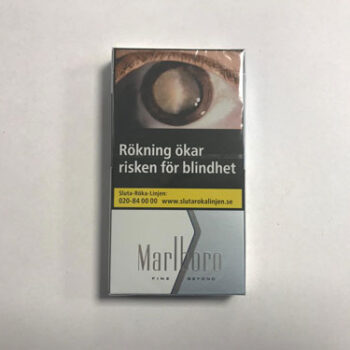 Rökning ökar
risken för blindhet
Sluta-Röka-Linjen:
020-84 00 00 www.slutarokalinjen.se
Marlboro
FINE BEYOND